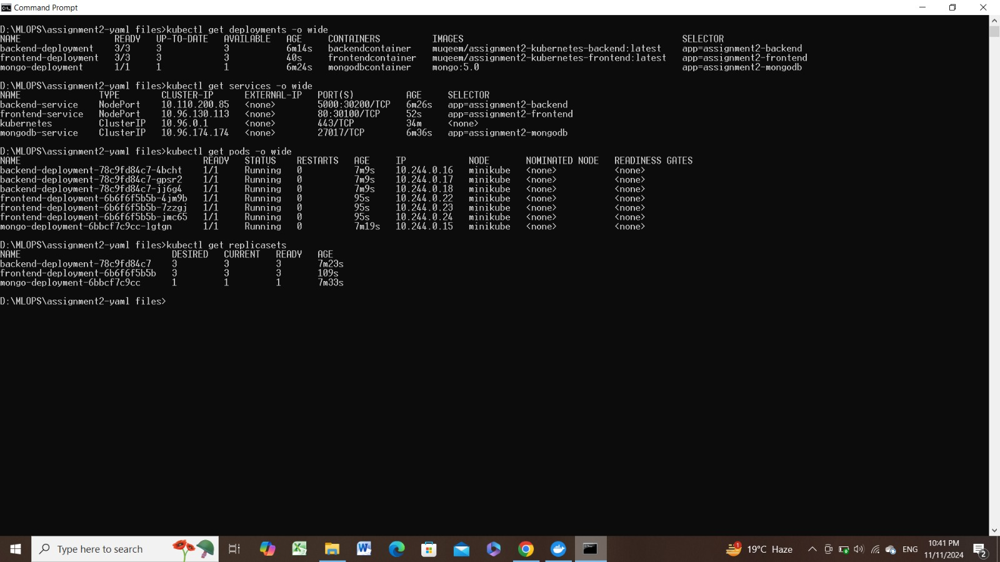 Command Prompt
D:\MLOPS\assignment2-yaml files>kubectl get deployments -o wide
NAME READY UP-TO-DATE AVAILABLE AGE CONTAINERS IMAGES SELECTOR
backend-deployment 3/3 3 3 6m14s backendcontainer muqeem/assignment2-kubernetes-backend:latest app=assignment2-backend
frontend-deployment 3/3 3 3 40s frontendcontainer muqeem/assignment2-kubernetes-frontend:latest app=assignment2-frontend
mongo-deployment 1/1 1 1 6m24s mongodbcontainer mongo:5.0 app=assignment2-mongodb
D:\MLOPS\assignment2-yaml files>kubectl get services -o wide
NAME TYPE CLUSTER-IP EXTERNAL-IP PORT(S) AGE SELECTOR
backend-service NodePort 10.110.200.85 <none> 5000:30200/TCP 6m26s app=assignment2-backend
frontend-service NodePort 10.96.130.113 <none> 80:30100/TCP 52s app=assignment2-frontend
kubernetes ClusterIP 10.96.0.1 <none> 443/TCP 34m <none>
mongodb-service ClusterIP 10.96.174.174 <none> 27017/TCP 6m36s app=assignment2-mongodb
D:\MLOPS\assignment2-yaml files>kubectl get pods -o wide
NAME READY STATUS RESTARTS AGE IP NODE NOMINATED NODE READINESS GATES
backend-deployment-78c9fd84c7-4bcht 1/1 Running 0 7m9s 10.244.0.16 minikube <none> <none>
backend-deployment-78c9fd84c7-gpsr2 1/1 Running 0 7m9s 10.244.0.17 minikube <none> <none>
backend-deployment-78c9fd84c7-jj6g4 1/1 Running 0 7m9s 10.244.0.18 minikube <none> <none>
frontend-deployment-6b6f6f5b5b-4jm9b 1/1 Running 0 95s 10.244.0.22 minikube <none> <none>
frontend-deployment-6b6f6f5b5b-7zzgj 1/1 Running 0 95s 10.244.0.23 minikube <none> <none>
frontend-deployment-6b6f6f5b5b-jmc65 1/1 Running 0 95s 10.244.0.24 minikube <none> <none>
mongo-deployment-6bbcf7c9cc-lgtgn 1/1 Running 0 7m19s 10.244.0.15 minikube <none> <none>
D:\MLOPS\assignment2-yaml files>kubectl get replicasets
NAME DESIRED CURRENT READY AGE
backend-deployment-78c9fd84c7 3 3 3 7m23s
frontend-deployment-6b6f6f5b5b 3 3 3 109s
mongo-deployment-6bbcf7c9cc 1 1 1 7m33s
D:\MLOPS\assignment2-yaml files>
Type here to search
1
19°C Haze
ENG
10:41 PM
11/11/2024
2